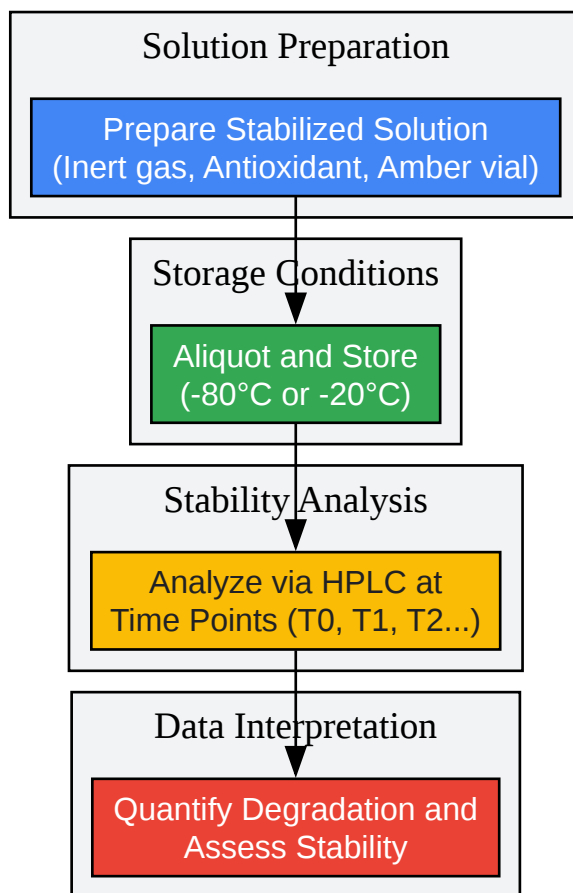 Solution Preparation
Prepare Stabilized Solution
(Inert gas, Antioxidant, Amber vial)
Storage Conditions
Aliquot and Store
(-80°C or -20°C)
Stability Analysis
Analyze via HPLC at
Time Points (T0, T1, T2...)
Data Interpretation
Quantify Degradation and
Assess Stability